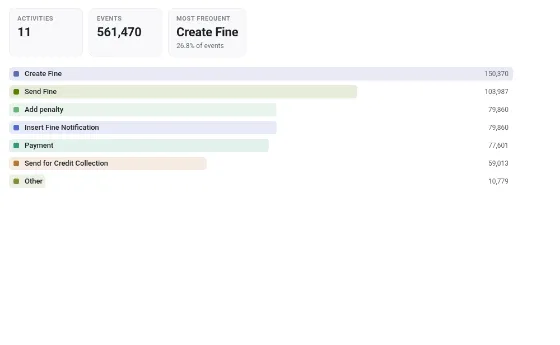 ACTIVITIES
11
EVENTS
561,470
MOST FREQUENT
Create Fine
26.8% of events
Create Fine 150,370
Send Fine 103,987
Add penalty 79,860
Insert Fine Notification 79,860
Payment 77,601
Send for Credit Collection 59,013
Other 10,779